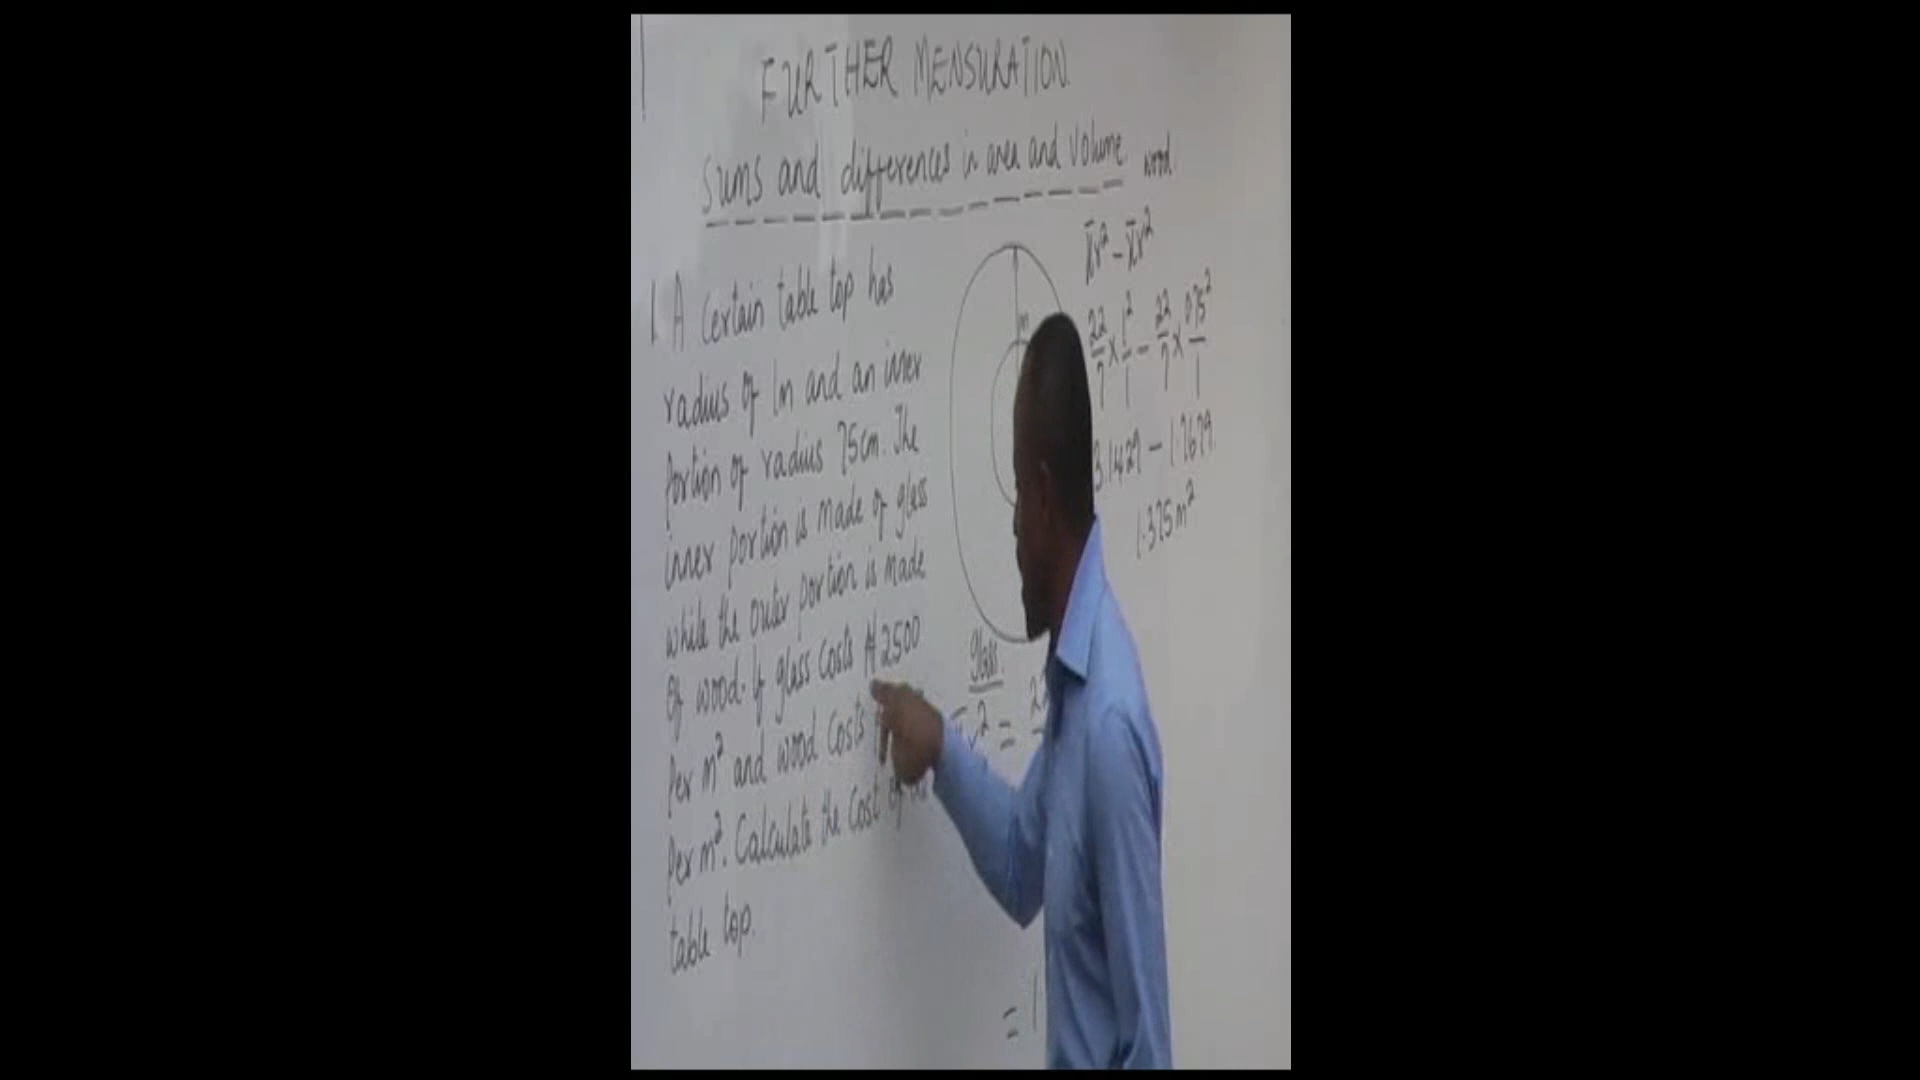 FURTHER MENSURATION
Sums and differences in area and volume
wood
1. A certain table top has
radius of 1m and an inner
portion of radius 75cm. The
inner portion is made of glass
while the outer portion is made
of wood. If glass costs ₦2500
per m² and wood costs
per m². Calculate the cost of the
table top.
πr² - πr²
22/7 × 1²/1 - 22/7 × 0.75²/1
3.1429 - 1.7679
1.375m²
glass
πr² =
=